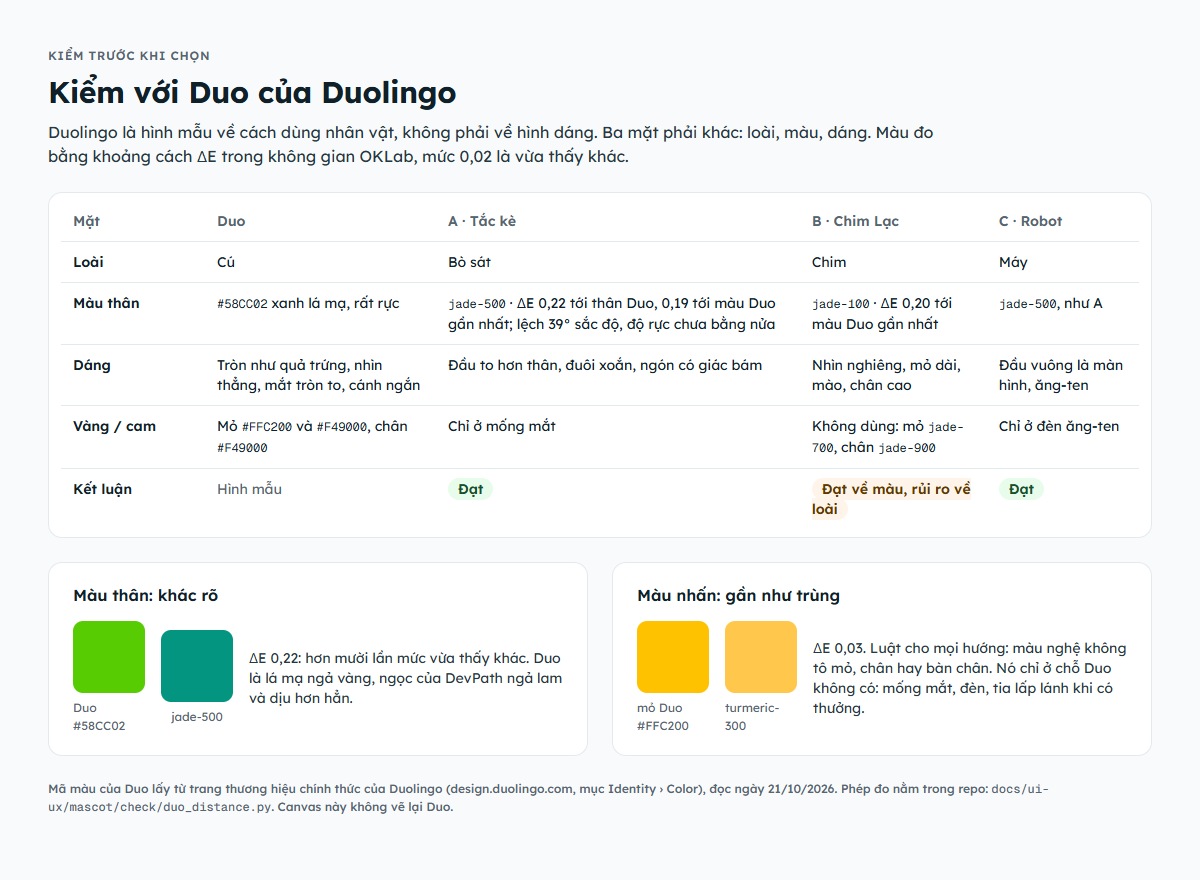 KIỂM TRƯỚC KHI CHỌN
Kiểm với Duo của Duolingo
Duolingo là hình mẫu về cách dùng nhân vật, không phải về hình dáng. Ba mặt phải khác: loài, màu, dáng. Màu đo
bằng khoảng cách ΔE trong không gian OKLab, mức 0,02 là vừa thấy khác.
Mặt Duo A · Tắc kè B · Chim Lạc C · Robot
Loài Cú Bò sát Chim Máy
Màu thân #58CC02 xanh lá mạ, rất rực jade-500 · ΔE 0,22 tới thân Duo, 0,19 tới màu Duo jade-100 · ΔE 0,20 tới jade-500, như A
gần nhất; lệch 39° sắc độ, độ rực chưa bằng nửa màu Duo gần nhất
Dáng Tròn như quả trứng, nhìn Đầu to hơn thân, đuôi xoắn, ngón có giác bám Nhìn nghiêng, mỏ dài, Đầu vuông là màn
thẳng, mắt tròn to, cánh ngắn mào, chân cao hình, ăng-ten
Vàng / cam Mỏ #FFC200 và #F49000, chân Chỉ ở mống mắt Không dùng: mỏ jade- Chỉ ở đèn ăng-ten
#F49000 700, chân jade-900
Kết luận Hình mẫu Đạt Đạt về màu, rủi ro về Đạt
loài
Màu thân: khác rõ
Duo
#58CC02
jade-500
ΔE 0,22: hơn mười lần mức vừa thấy khác. Duo
là lá mạ ngả vàng, ngọc của DevPath ngả lam
và dịu hơn hẳn.
Màu nhấn: gần như trùng
mỏ Duo
#FFC200
turmeric-
300
ΔE 0,03. Luật cho mọi hướng: màu nghệ không
tô mỏ, chân hay bàn chân. Nó chỉ ở chỗ Duo
không có: mống mắt, đèn, tia lấp lánh khi có
thưởng.
Mã màu của Duo lấy từ trang thương hiệu chính thức của Duolingo (design.duolingo.com, mục Identity › Color), đọc ngày 21/10/2026. Phép đo nằm trong repo: docs/ui-
ux/mascot/check/duo_distance.py. Canvas này không vẽ lại Duo.